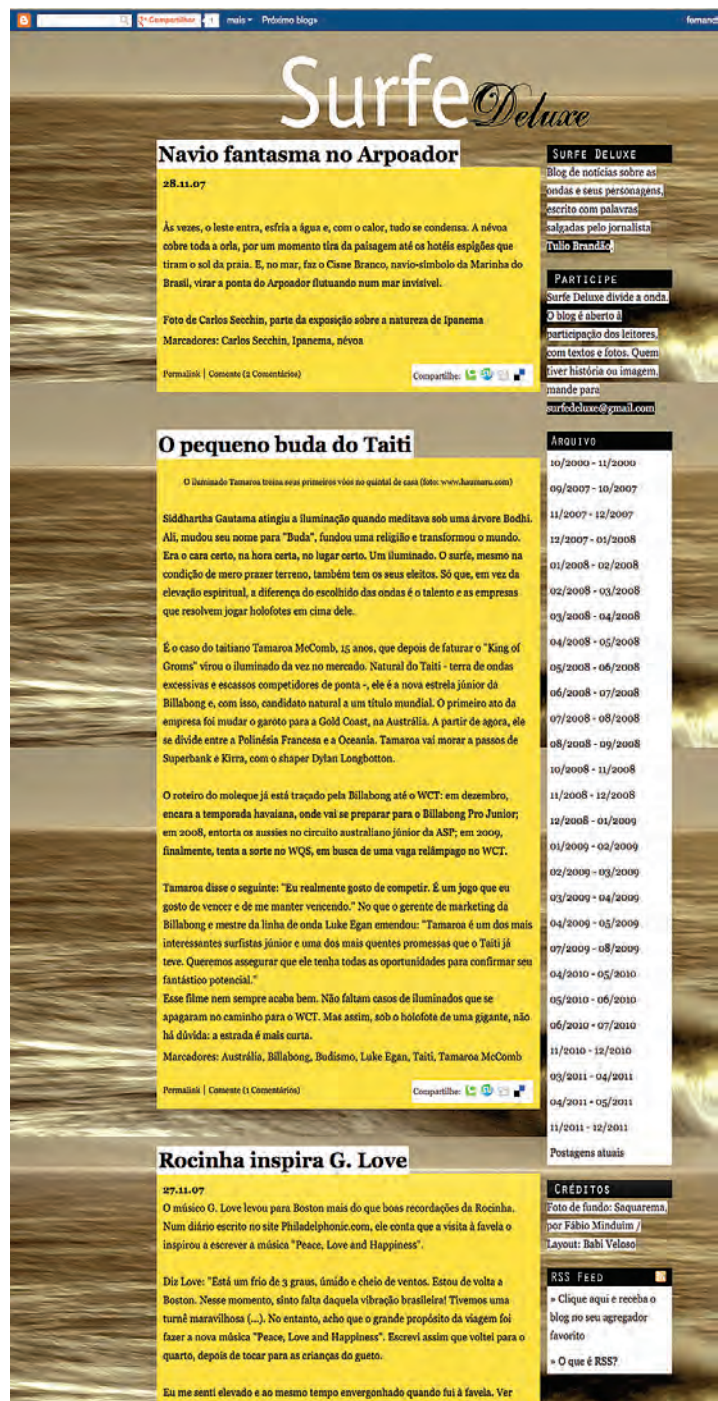 Compartilhar
1
mais
Próximo blog»
Surfe Deluxe
Navio fantasma no Arpoador
28.11.07
Às vezes, o leste entra, esfria a água e, com o calor, tudo se condensa. A névoa
cobre toda a orla, por um momento tira da paisagem até os hotéis espigões que
tiram o sol da praia. E, no mar, faz o Cisne Branco, navio-símbolo da Marinha do
Brasil, virar a ponta do Arpoador flutuando num mar invisível.
Foto de Carlos Secchin, parte da exposição sobre a natureza de Ipanema
Marcadores: Carlos Secchin, Ipanema, névoa
Permalink | Comente (2 Comentários)
Compartilhe:
O pequeno buda do Taiti
O iluminado Tamaroa treina seus primeiros vôos no quintal de casa (foto: www.haumaru.com)
Siddhartha Gautama atingiu a iluminação quando meditava sob uma árvore Bodhi.
Ali, mudou seu nome para "Buda", fundou uma religião e transformou o mundo.
Era o cara certo, na hora certa, no lugar certo. Um iluminado. O surfe, mesmo na
condição de mero prazer terreno, também tem os seus eleitos. Só que, em vez da
elevação espiritual, a diferença do escolhido das ondas é o talento e as empresas
que resolvem jogar holofotes em cima dele.
É o caso do taitiano Tamaroa McComb, 15 anos, que depois de faturar o "King of
Groms" virou o iluminado da vez no mercado. Natural do Taiti - terra de ondas
excessivas e escassos competidores de ponta -, ele é a nova estrela júnior da
Billabong e, com isso, candidato natural a um título mundial. O primeiro ato da
empresa foi mudar o garoto para a Gold Coast, na Austrália. A partir de agora, ele
se divide entre a Polinésia Francesa e a Oceania. Tamaroa vai morar a passos de
Superbank e Kirra, com o shaper Dylan Longbotton.
O roteiro do moleque já está traçado pela Billabong até o WCT: em dezembro,
encara a temporada havaiana, onde vai se preparar para o Billabong Pro Junior;
em 2008, entorta os aussies no circuito australiano júnior da ASP; em 2009,
finalmente, tenta a sorte no WQS, em busca de uma vaga relâmpago no WCT.
Tamaroa disse o seguinte: "Eu realmente gosto de competir. É um jogo que eu
gosto de vencer e de me manter vencendo." No que o gerente de marketing da
Billabong e mestre da linha de onda Luke Egan emendou: "Tamaroa é um dos mais
interessantes surfistas júnior e uma dos mais quentes promessas que o Taiti já
teve. Queremos assegurar que ele tenha todas as oportunidades para confirmar seu
fantástico potencial."
Esse filme nem sempre acaba bem. Não faltam casos de iluminados que se
apagaram no caminho para o WCT. Mas assim, sob o holofote de uma gigante, não
há dúvida: a estrada é mais curta.
Marcadores: Austrália, Billabong, Budismo, Luke Egan, Taiti, Tamaroa McComb
Permalink | Comente (1 Comentários)
Compartilhe:
Rocinha inspira G. Love
27.11.07
O músico G. Love levou para Boston mais do que boas recordações da Rocinha.
Num diário escrito no site Philadelphonic.com, ele conta que a visita à favela o
inspirou a escrever a música "Peace, Love and Happiness".
Diz Love: "Está um frio de 3 graus, úmido e cheio de ventos. Estou de volta a
Boston. Nesse momento, sinto falta daquela vibração brasileira! Tivemos uma
turnê maravilhosa (...). No entanto, acho que o grande propósito da viagem foi
fazer a nova música "Peace, Love and Happiness". Escrevi assim que voltei para o
quarto, depois de tocar para as crianças do gueto.
Eu me senti elevado e ao mesmo tempo envergonhado quando fui à favela. Ver
Surfe Deluxe
Blog de notícias sobre as
ondas e seus personagens,
escrito com palavras
salgadas pelo jornalista
Tulio Brandão.
Participe
Surfe Deluxe divide a onda.
O blog é aberto à
participação dos leitores,
com textos e fotos. Quem
tiver história ou imagem,
mande para
surfedeluxe@gmail.com
Arquivo
10/2000 - 11/2000
09/2007 - 10/2007
11/2007 - 12/2007
12/2007 - 01/2008
01/2008 - 02/2008
02/2008 - 03/2008
03/2008 - 04/2008
04/2008 - 05/2008
05/2008 - 06/2008
06/2008 - 07/2008
07/2008 - 08/2008
08/2008 - 09/2008
10/2008 - 11/2008
11/2008 - 12/2008
12/2008 - 01/2009
01/2009 - 02/2009
02/2009 - 03/2009
03/2009 - 04/2009
04/2009 - 05/2009
07/2009 - 08/2009
04/2010 - 05/2010
05/2010 - 06/2010
06/2010 - 07/2010
11/2010 - 12/2010
03/2011 - 04/2011
04/2011 - 05/2011
11/2011 - 12/2011
Postagens atuais
Créditos
Foto de fundo: Saquarema,
por Fábio Minduim /
Layout: Babi Veloso
RSS Feed
» Clique aqui e receba o
blog no seu agregador
favorito
» O que é RSS?